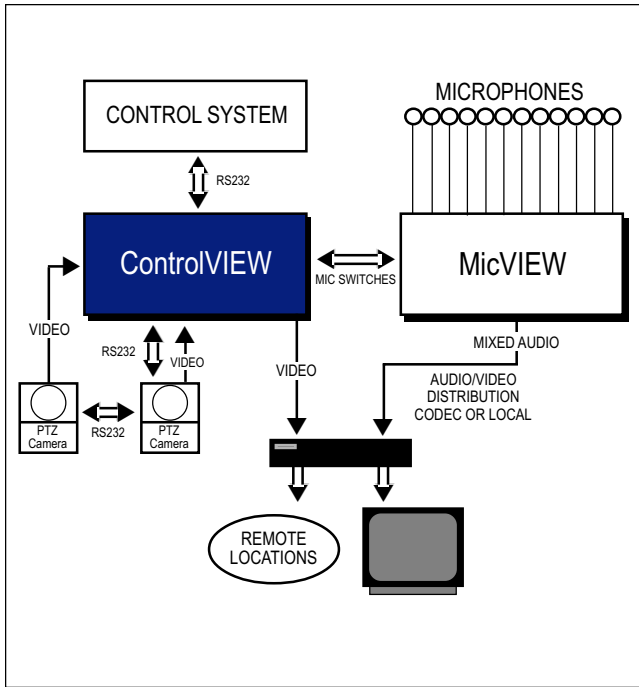 MICROPHONES
CONTROL SYSTEM
RS232
ControlVIEW
MIC SWITCHES
MicVIEW
VIDEO
RS232
VIDEO
VIDEO
MIXED AUDIO
AUDIO/VIDEO
DISTRIBUTION
CODEC OR LOCAL
PTZ
Camera
RS232
PTZ
Camera
REMOTE
LOCATIONS